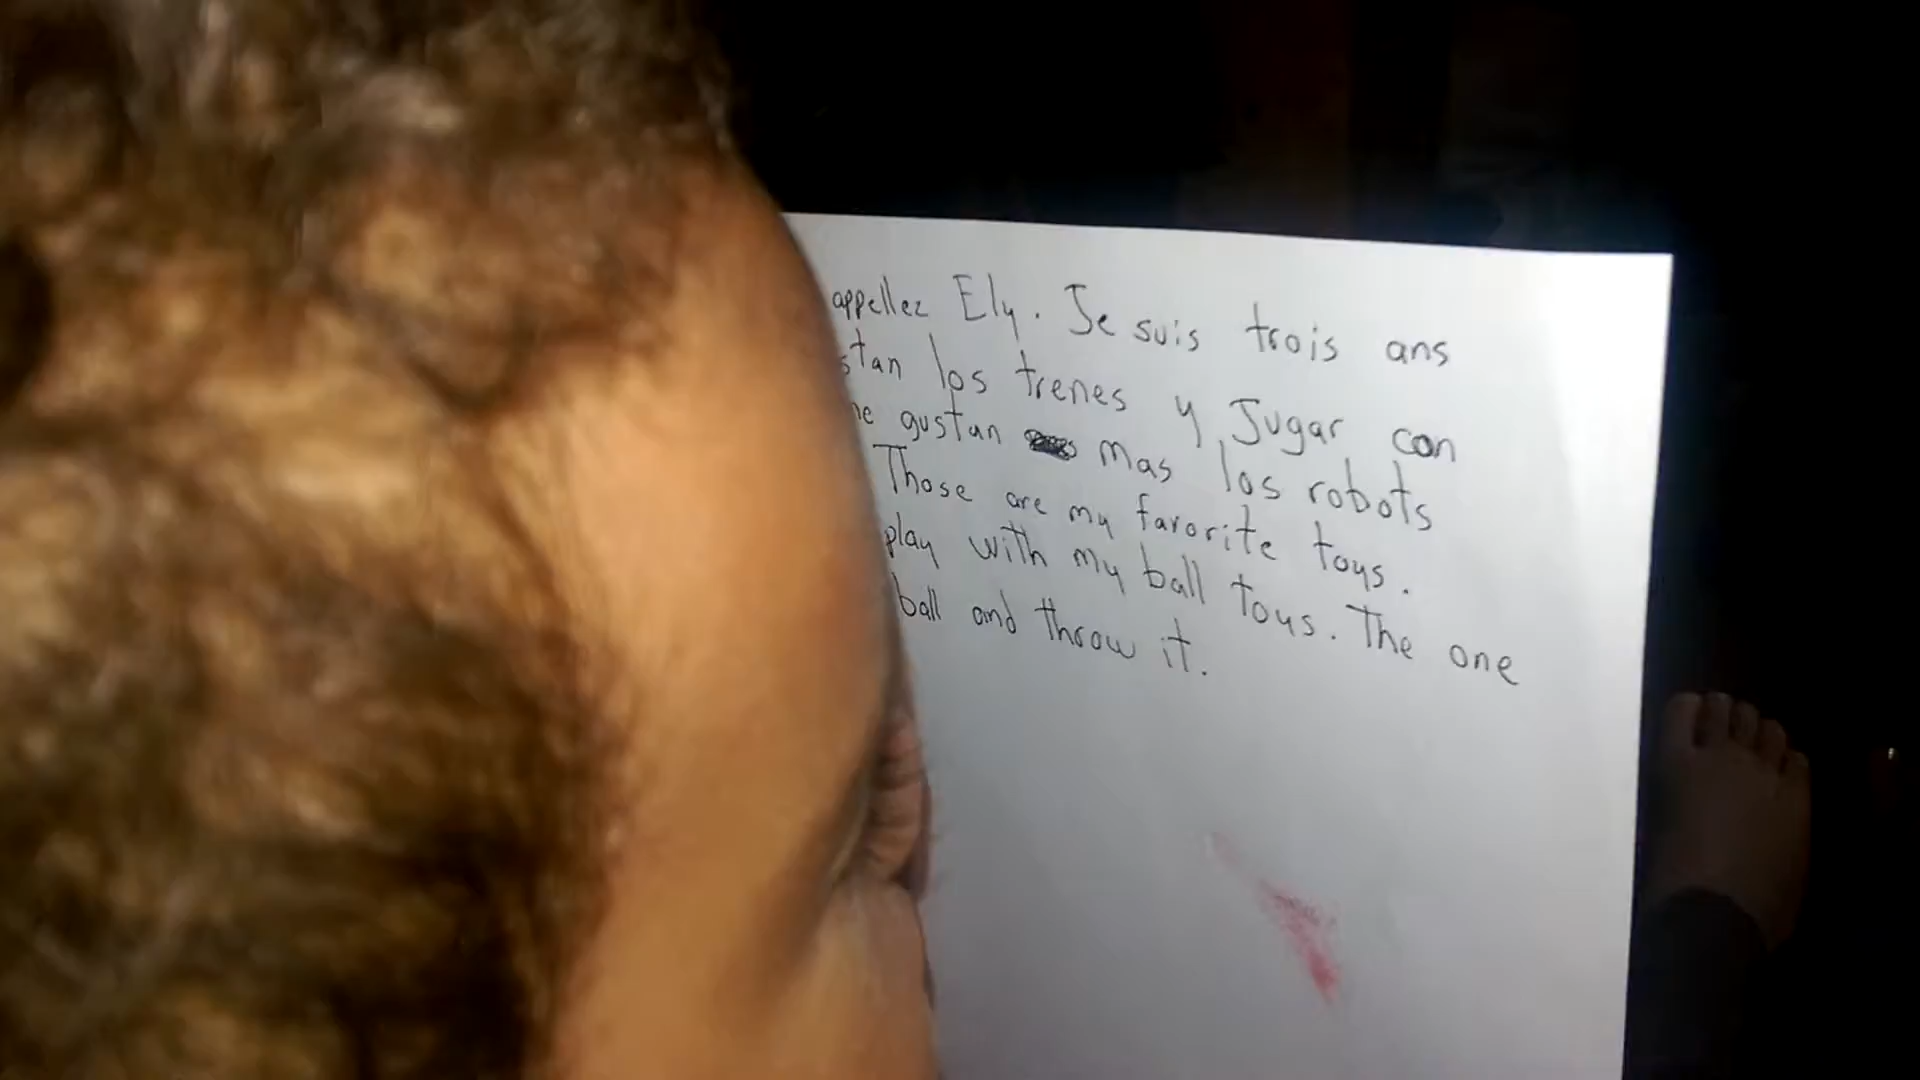 appellez Ely. Je suis trois ans
stan los trenes y Jugar con
gustan mas los robots
Those are my favorite toys.
play with my ball toys. The one
ball and throw it.